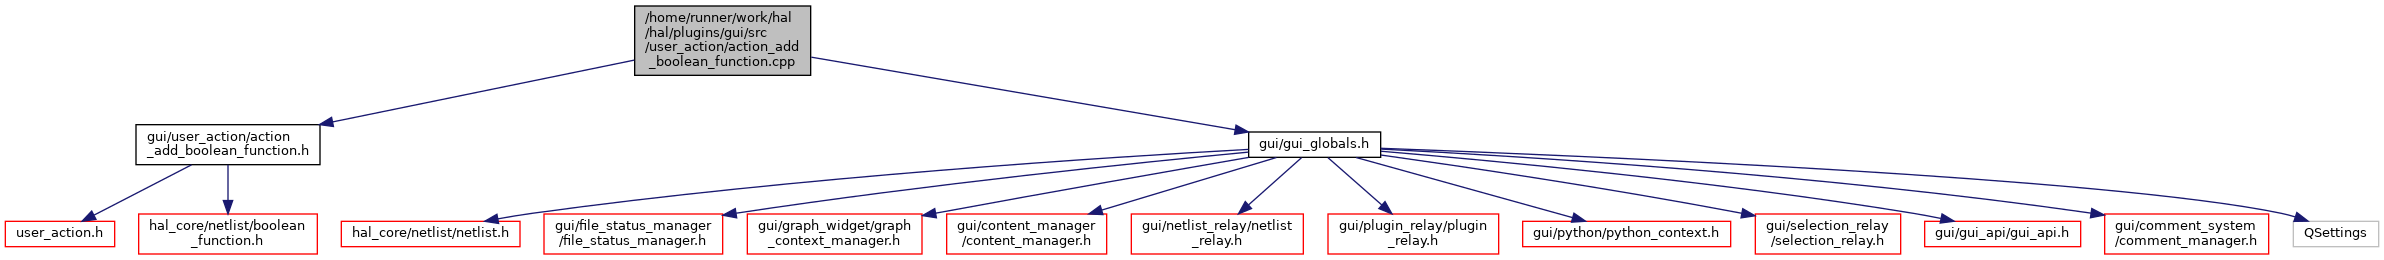 /home/runner/work/hal
/hal/plugins/gui/src
/user_action/action_add
_boolean_function.cpp
gui/user_action/action
_add_boolean_function.h
gui/gui_globals.h
user_action.h
hal_core/netlist/boolean
_function.h
hal_core/netlist/netlist.h
gui/file_status_manager
/file_status_manager.h
gui/graph_widget/graph
_context_manager.h
gui/content_manager
/content_manager.h
gui/netlist_relay/netlist
_relay.h
gui/plugin_relay/plugin
_relay.h
gui/python/python_context.h
gui/selection_relay
/selection_relay.h
gui/gui_api/gui_api.h
gui/comment_system
/comment_manager.h
QSettings